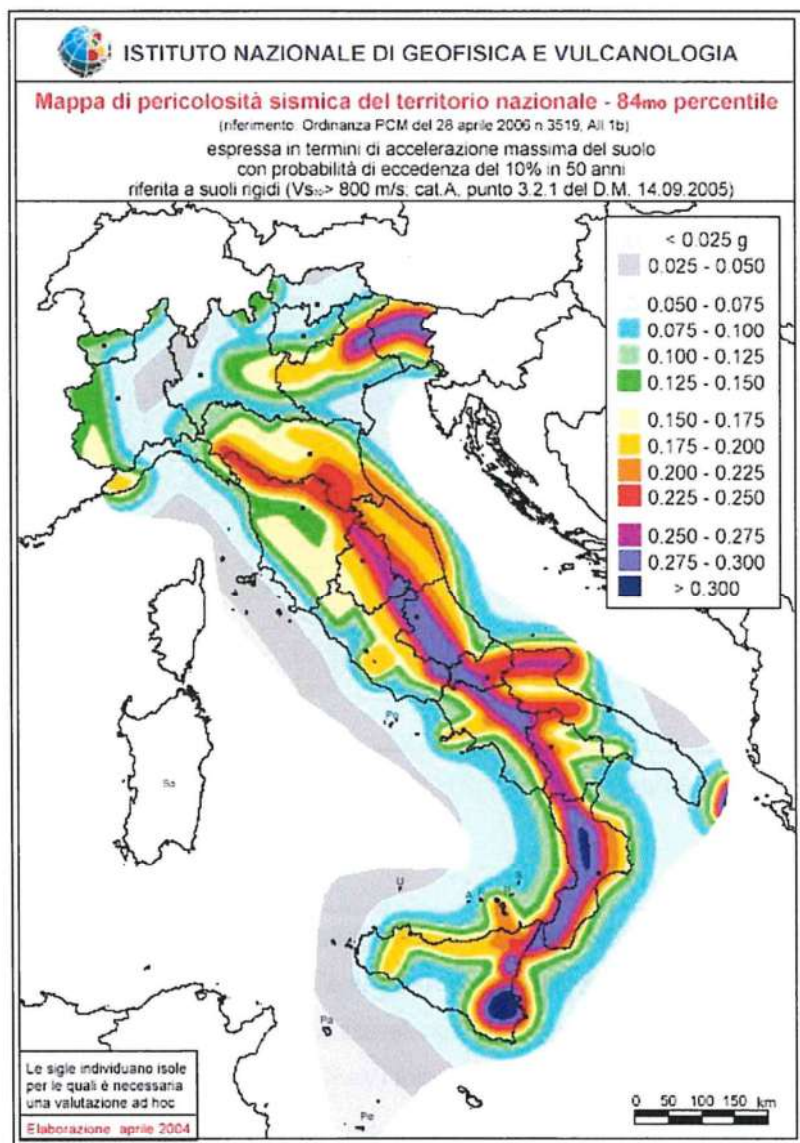 ISTITUTO NAZIONALE DI GEOFISICA E VULCANOLOGIA
Mappa di pericolosità sismica del territorio nazionale - 84mo percentile
(riferimento: Ordinanza PCM del 28 aprile 2006 n.3519, All.1b)
espressa in termini di accelerazione massima del suolo
con probabilità di eccedenza del 10% in 50 anni
riferita a suoli rigidi (Vs₃₀> 800 m/s; cat.A, punto 3.2.1 del D.M. 14.09.2005)
< 0.025 g
0.025 - 0.050
0.050 - 0.075
0.075 - 0.100
0.100 - 0.125
0.125 - 0.150
0.150 - 0.175
0.175 - 0.200
0.200 - 0.225
0.225 - 0.250
0.250 - 0.275
0.275 - 0.300
> 0.300
Sa
U
A
S
Pa
Pe
Le sigle individuano isole
per le quali è necessaria
una valutazione ad hoc
Elaborazione aprile 2004
0 50 100 150 km